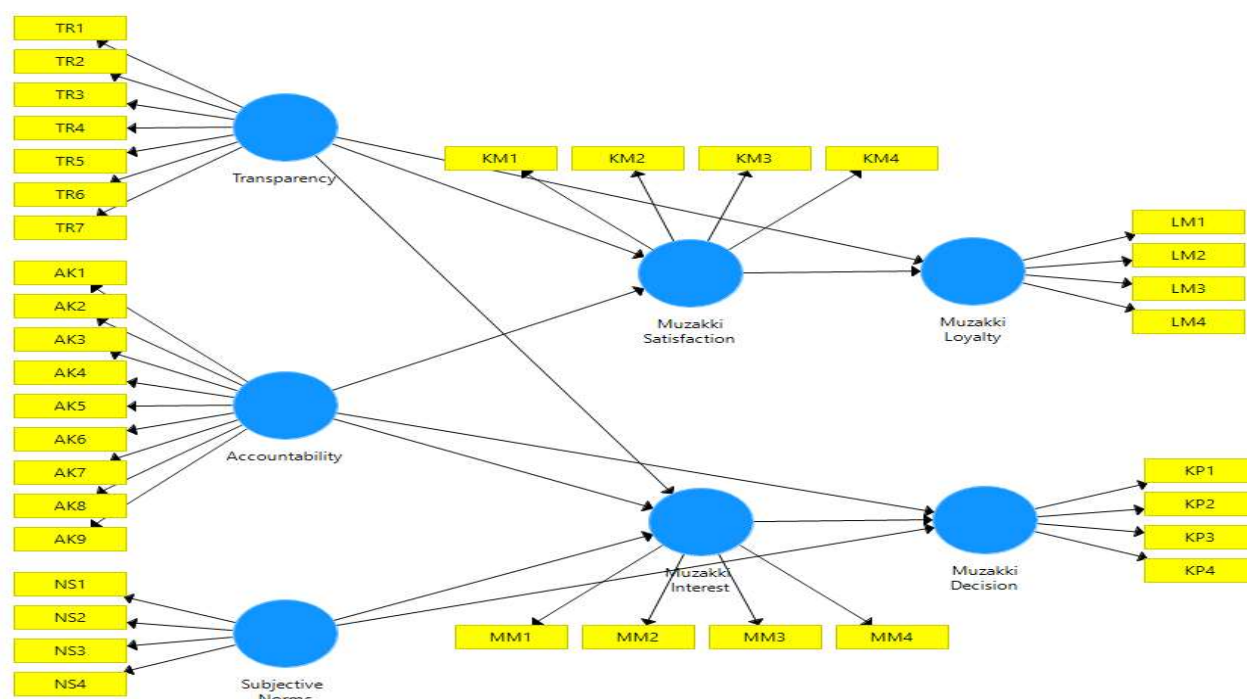 TR1
TR2
TR3
TR4
TR5
TR6
TR7
Transparency
KM1
KM2
KM3
KM4
Muzakki
Satisfaction
LM1
LM2
LM3
LM4
Muzakki
Loyalty
AK1
AK2
AK3
AK4
AK5
AK6
AK7
AK8
AK9
Accountability
Muzakki
Interest
MM1
MM2
MM3
MM4
KP1
KP2
KP3
KP4
Muzakki
Decision
NS1
NS2
NS3
NS4
Subjective
Norms